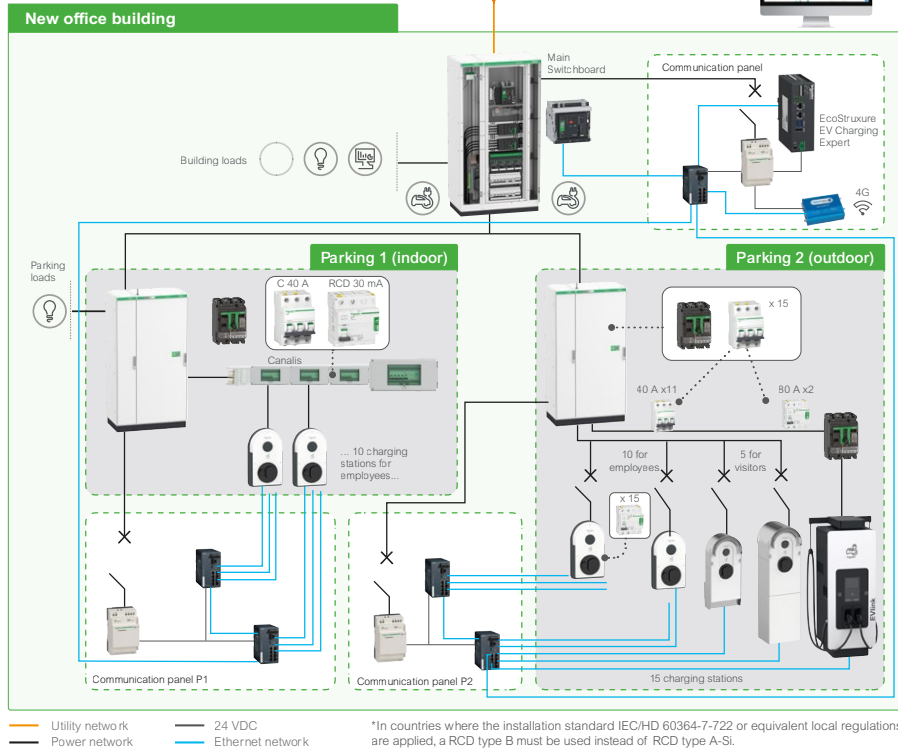 New office building
Main
Switchboard
Communication panel
EcoStruxure
EV Charging
Expert
Building loads
4G
Parking 1 (indoor)
Parking 2 (outdoor)
Parking
loads
C 40 A
RCD 30 mA
x 15
Canalis
40 A x11
80 A x2
... 10 charging
stations for
employees...
10 for
employees
5 for
visitors
x 15
EVlink
Communication panel P1
Communication panel P2
15 charging stations
Utility network
24 VDC
Power network
Ethernet network
*In countries where the installation standard IEC/HD 60364-7-722 or equivalent local regulations
are applied, a RCD type B must be used instead of RCD type A-Si.